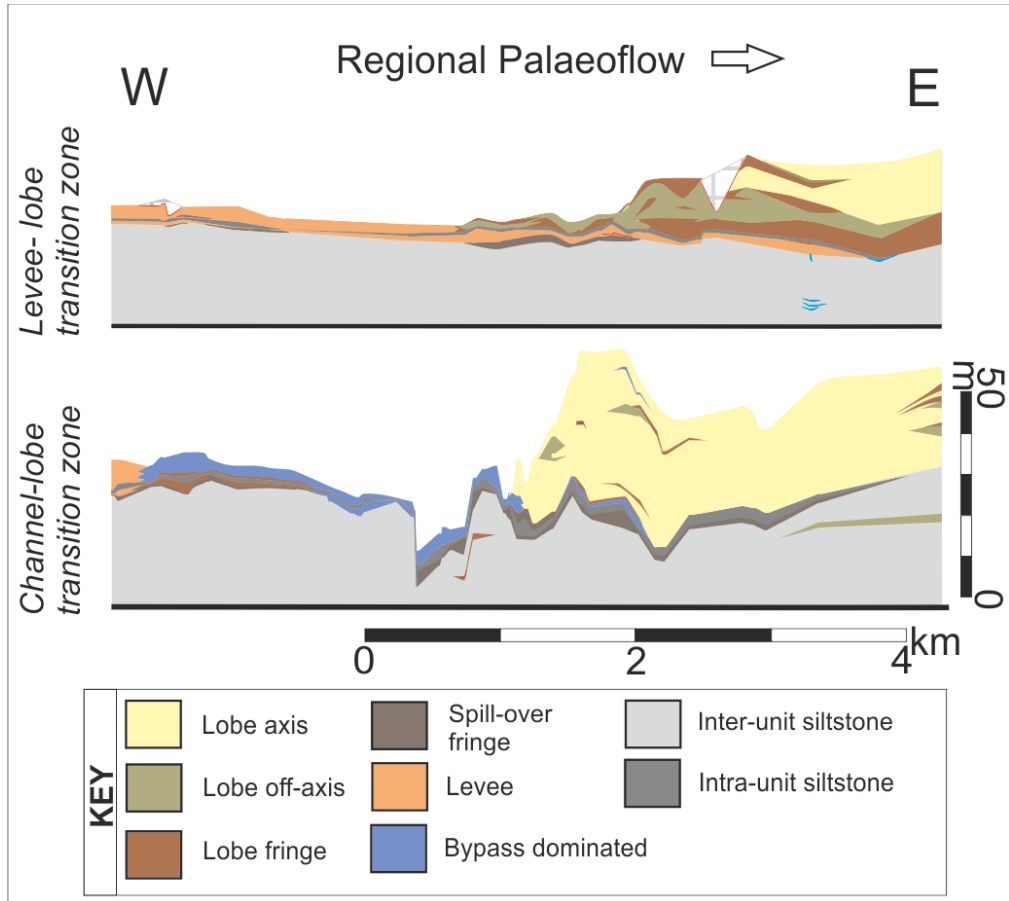 Regional Palaeoflow
W
E
Levee- lobe
transition zone
Channel-lobe
transition zone
50
m
0
0
2
4
km
KEY
Lobe axis
Lobe off-axis
Lobe fringe
Spill-over
fringe
Levee
Bypass dominated
Inter-unit siltstone
Intra-unit siltstone